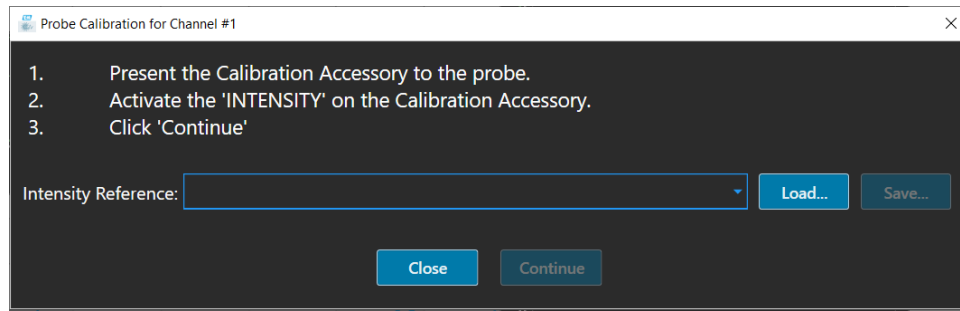 Probe Calibration for Channel #1
1. Present the Calibration Accessory to the probe.
2. Activate the 'INTENSITY' on the Calibration Accessory.
3. Click 'Continue'
Intensity Reference: Load... Save...
Close Continue